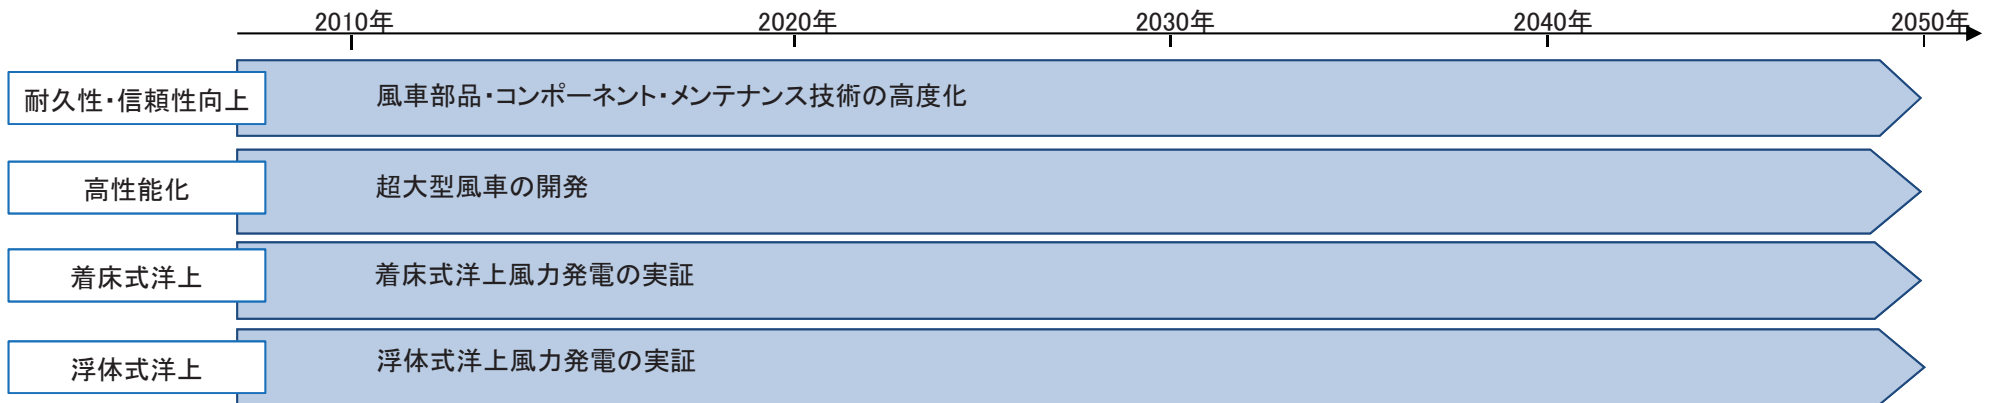 2010年 2020年 2030年 2040年 2050年
耐久性・信頼性向上
風車部品・コンポーネント・メンテナンス技術の高度化
高性能化
超大型風車の開発
着床式洋上
着床式洋上風力発電の実証
浮体式洋上
浮体式洋上風力発電の実証